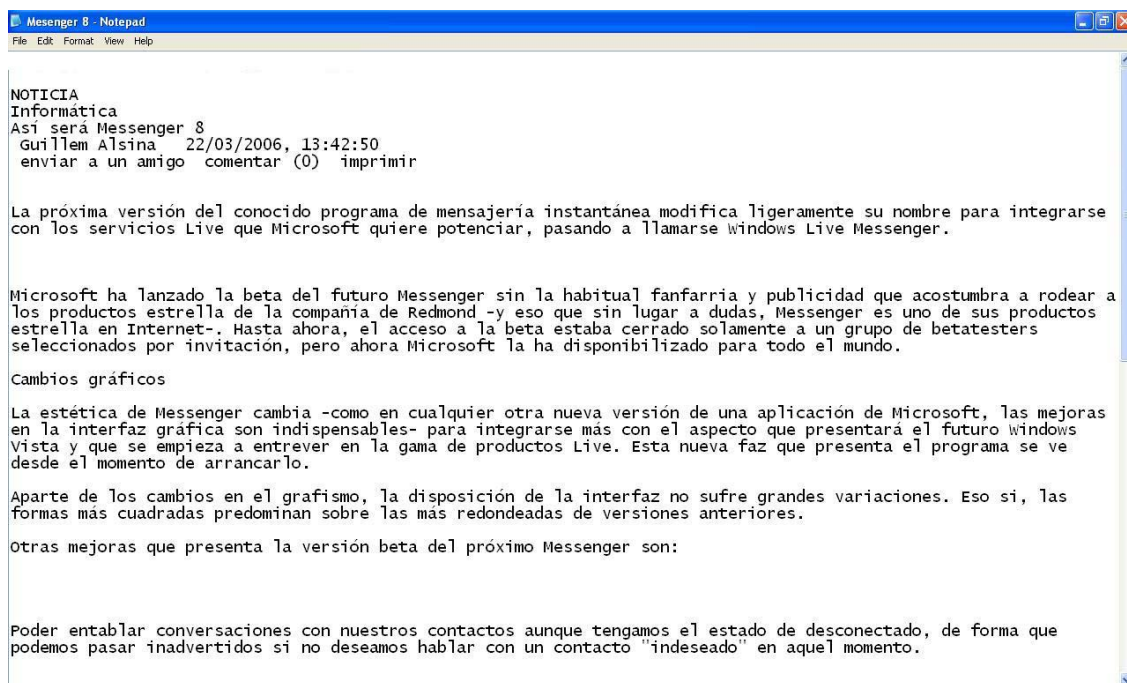 Mesenger 8 - Notepad
File Edit Format View Help
NOTICIA
Informática
Así será Messenger 8
Guillem Alsina 22/03/2006, 13:42:50
enviar a un amigo comentar (0) imprimir
La próxima versión del conocido programa de mensajería instantánea modifica ligeramente su nombre para integrarse
con los servicios Live que Microsoft quiere potenciar, pasando a llamarse Windows Live Messenger.
Microsoft ha lanzado la beta del futuro Messenger sin la habitual fanfarria y publicidad que acostumbra a rodear a
los productos estrella de la compañía de Redmond -y eso que sin lugar a dudas, Messenger es uno de sus productos
estrella en Internet-. Hasta ahora, el acceso a la beta estaba cerrado solamente a un grupo de betatesters
seleccionados por invitación, pero ahora Microsoft la ha disponibilizado para todo el mundo.
Cambios gráficos
La estética de Messenger cambia -como en cualquier otra nueva versión de una aplicación de Microsoft, las mejoras
en la interfaz gráfica son indispensables- para integrarse más con el aspecto que presentará el futuro Windows
Vista y que se empieza a entrever en la gama de productos Live. Esta nueva faz que presenta el programa se ve
desde el momento de arrancarlo.
Aparte de los cambios en el grafismo, la disposición de la interfaz no sufre grandes variaciones. Eso si, las
formas más cuadradas predominan sobre las más redondeadas de versiones anteriores.
Otras mejoras que presenta la versión beta del próximo Messenger son:
Poder entablar conversaciones con nuestros contactos aunque tengamos el estado de desconectado, de forma que
podemos pasar inadvertidos si no deseamos hablar con un contacto "indeseado" en aquel momento.